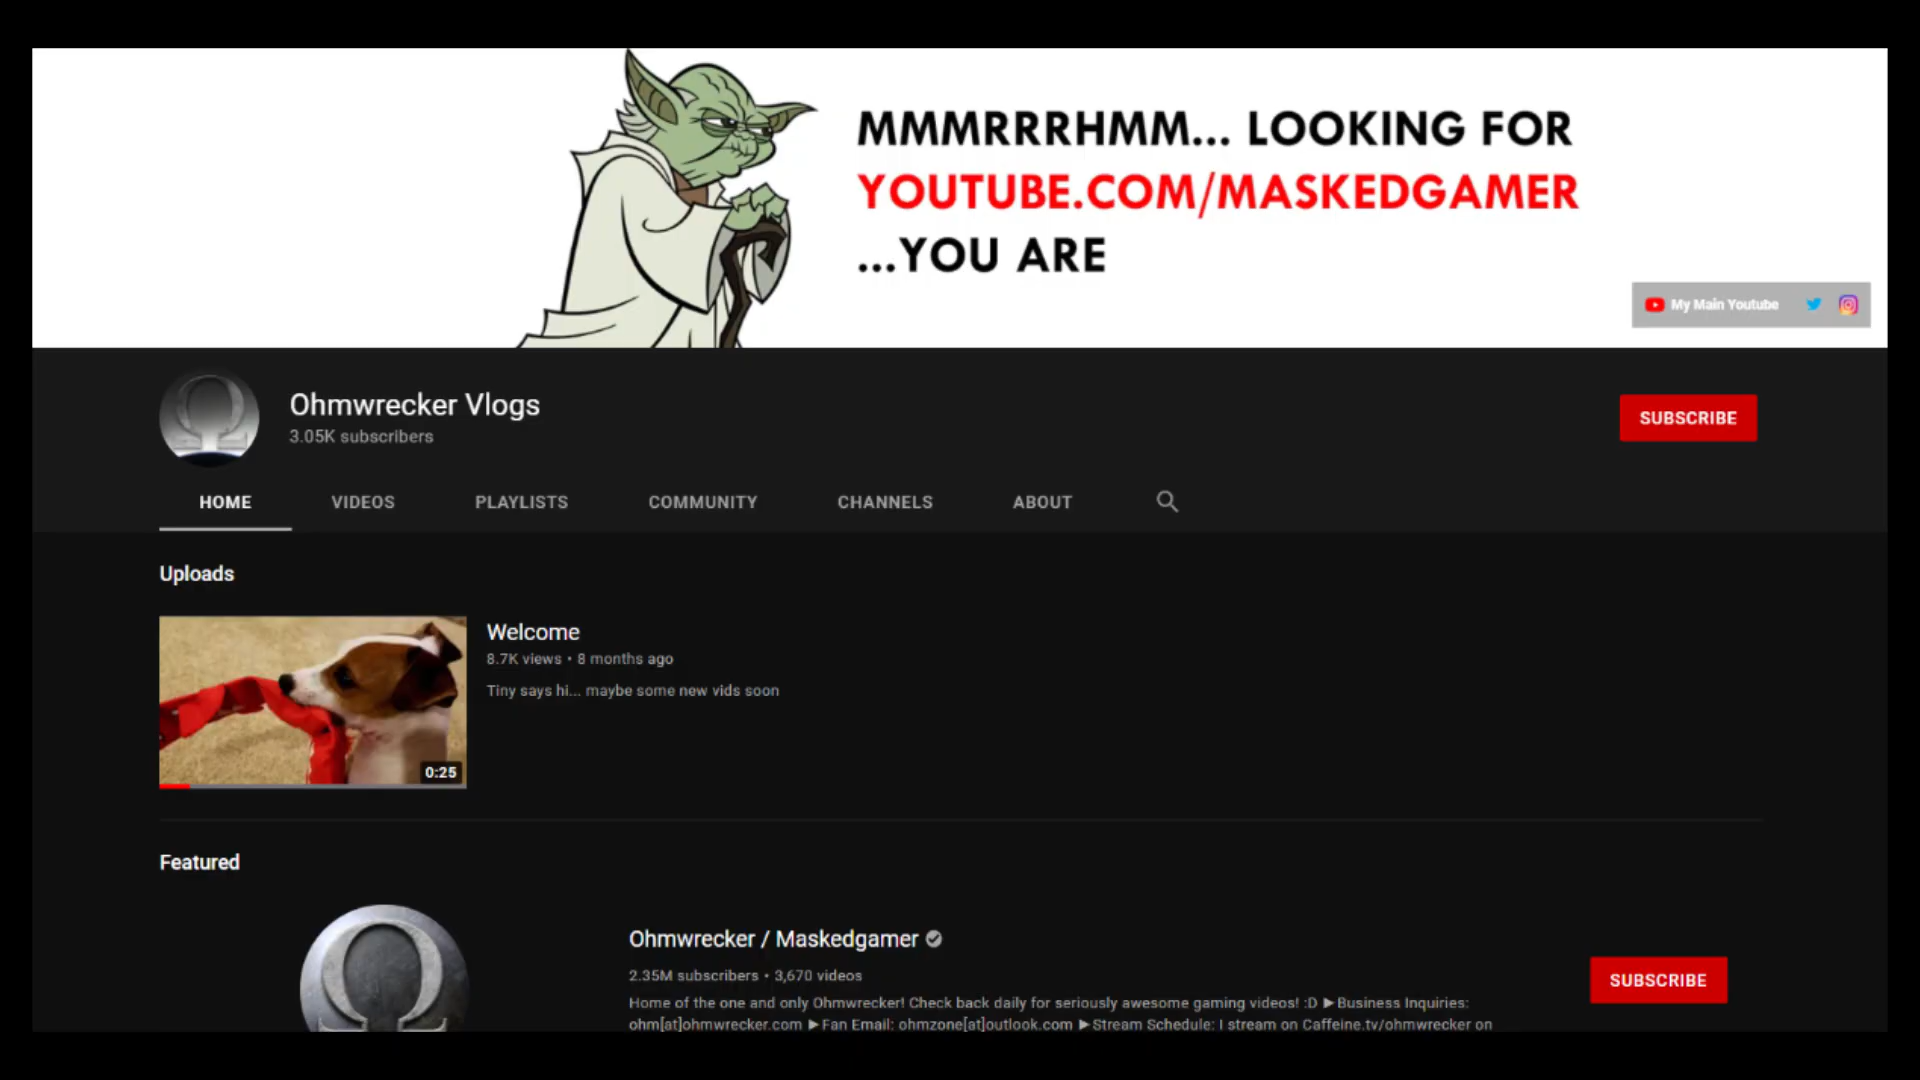 MMMRRRHMM... LOOKING FOR
YOUTUBE.COM/MASKEDGAMER
...YOU ARE
My Main Youtube
Ohmwrecker Vlogs
3.05K subscribers
SUBSCRIBE
HOME VIDEOS PLAYLISTS COMMUNITY CHANNELS ABOUT
Uploads
Welcome
8.7K views • 8 months ago
Tiny says hi... maybe some new vids soon
0:25
Featured
Ohmwrecker / Maskedgamer
2.35M subscribers • 3,670 videos
SUBSCRIBE
Home of the one and only Ohmwrecker! Check back daily for seriously awesome gaming videos! :D ►Business Inquiries:
ohm[at]ohmwrecker.com ►Fan Email: ohmzone[at]outlook.com ►Stream Schedule: I stream on Caffeine.tv/ohmwrecker on